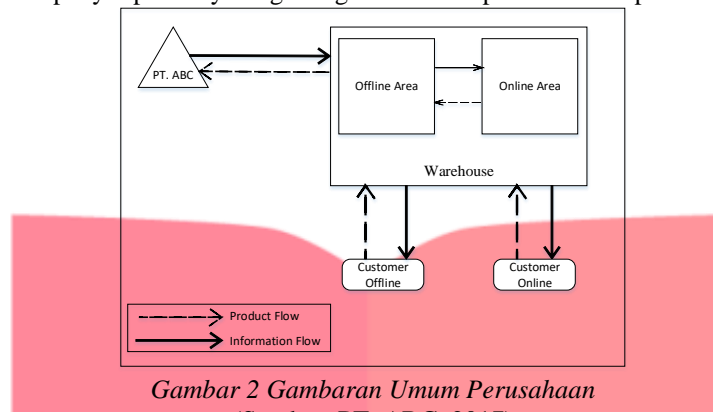 PT. ABC
Offline Area
Online Area
Warehouse
Customer
Offline
Customer
Online
Product Flow
Information Flow
Gambar 2 Gambaran Umum Perusahaan